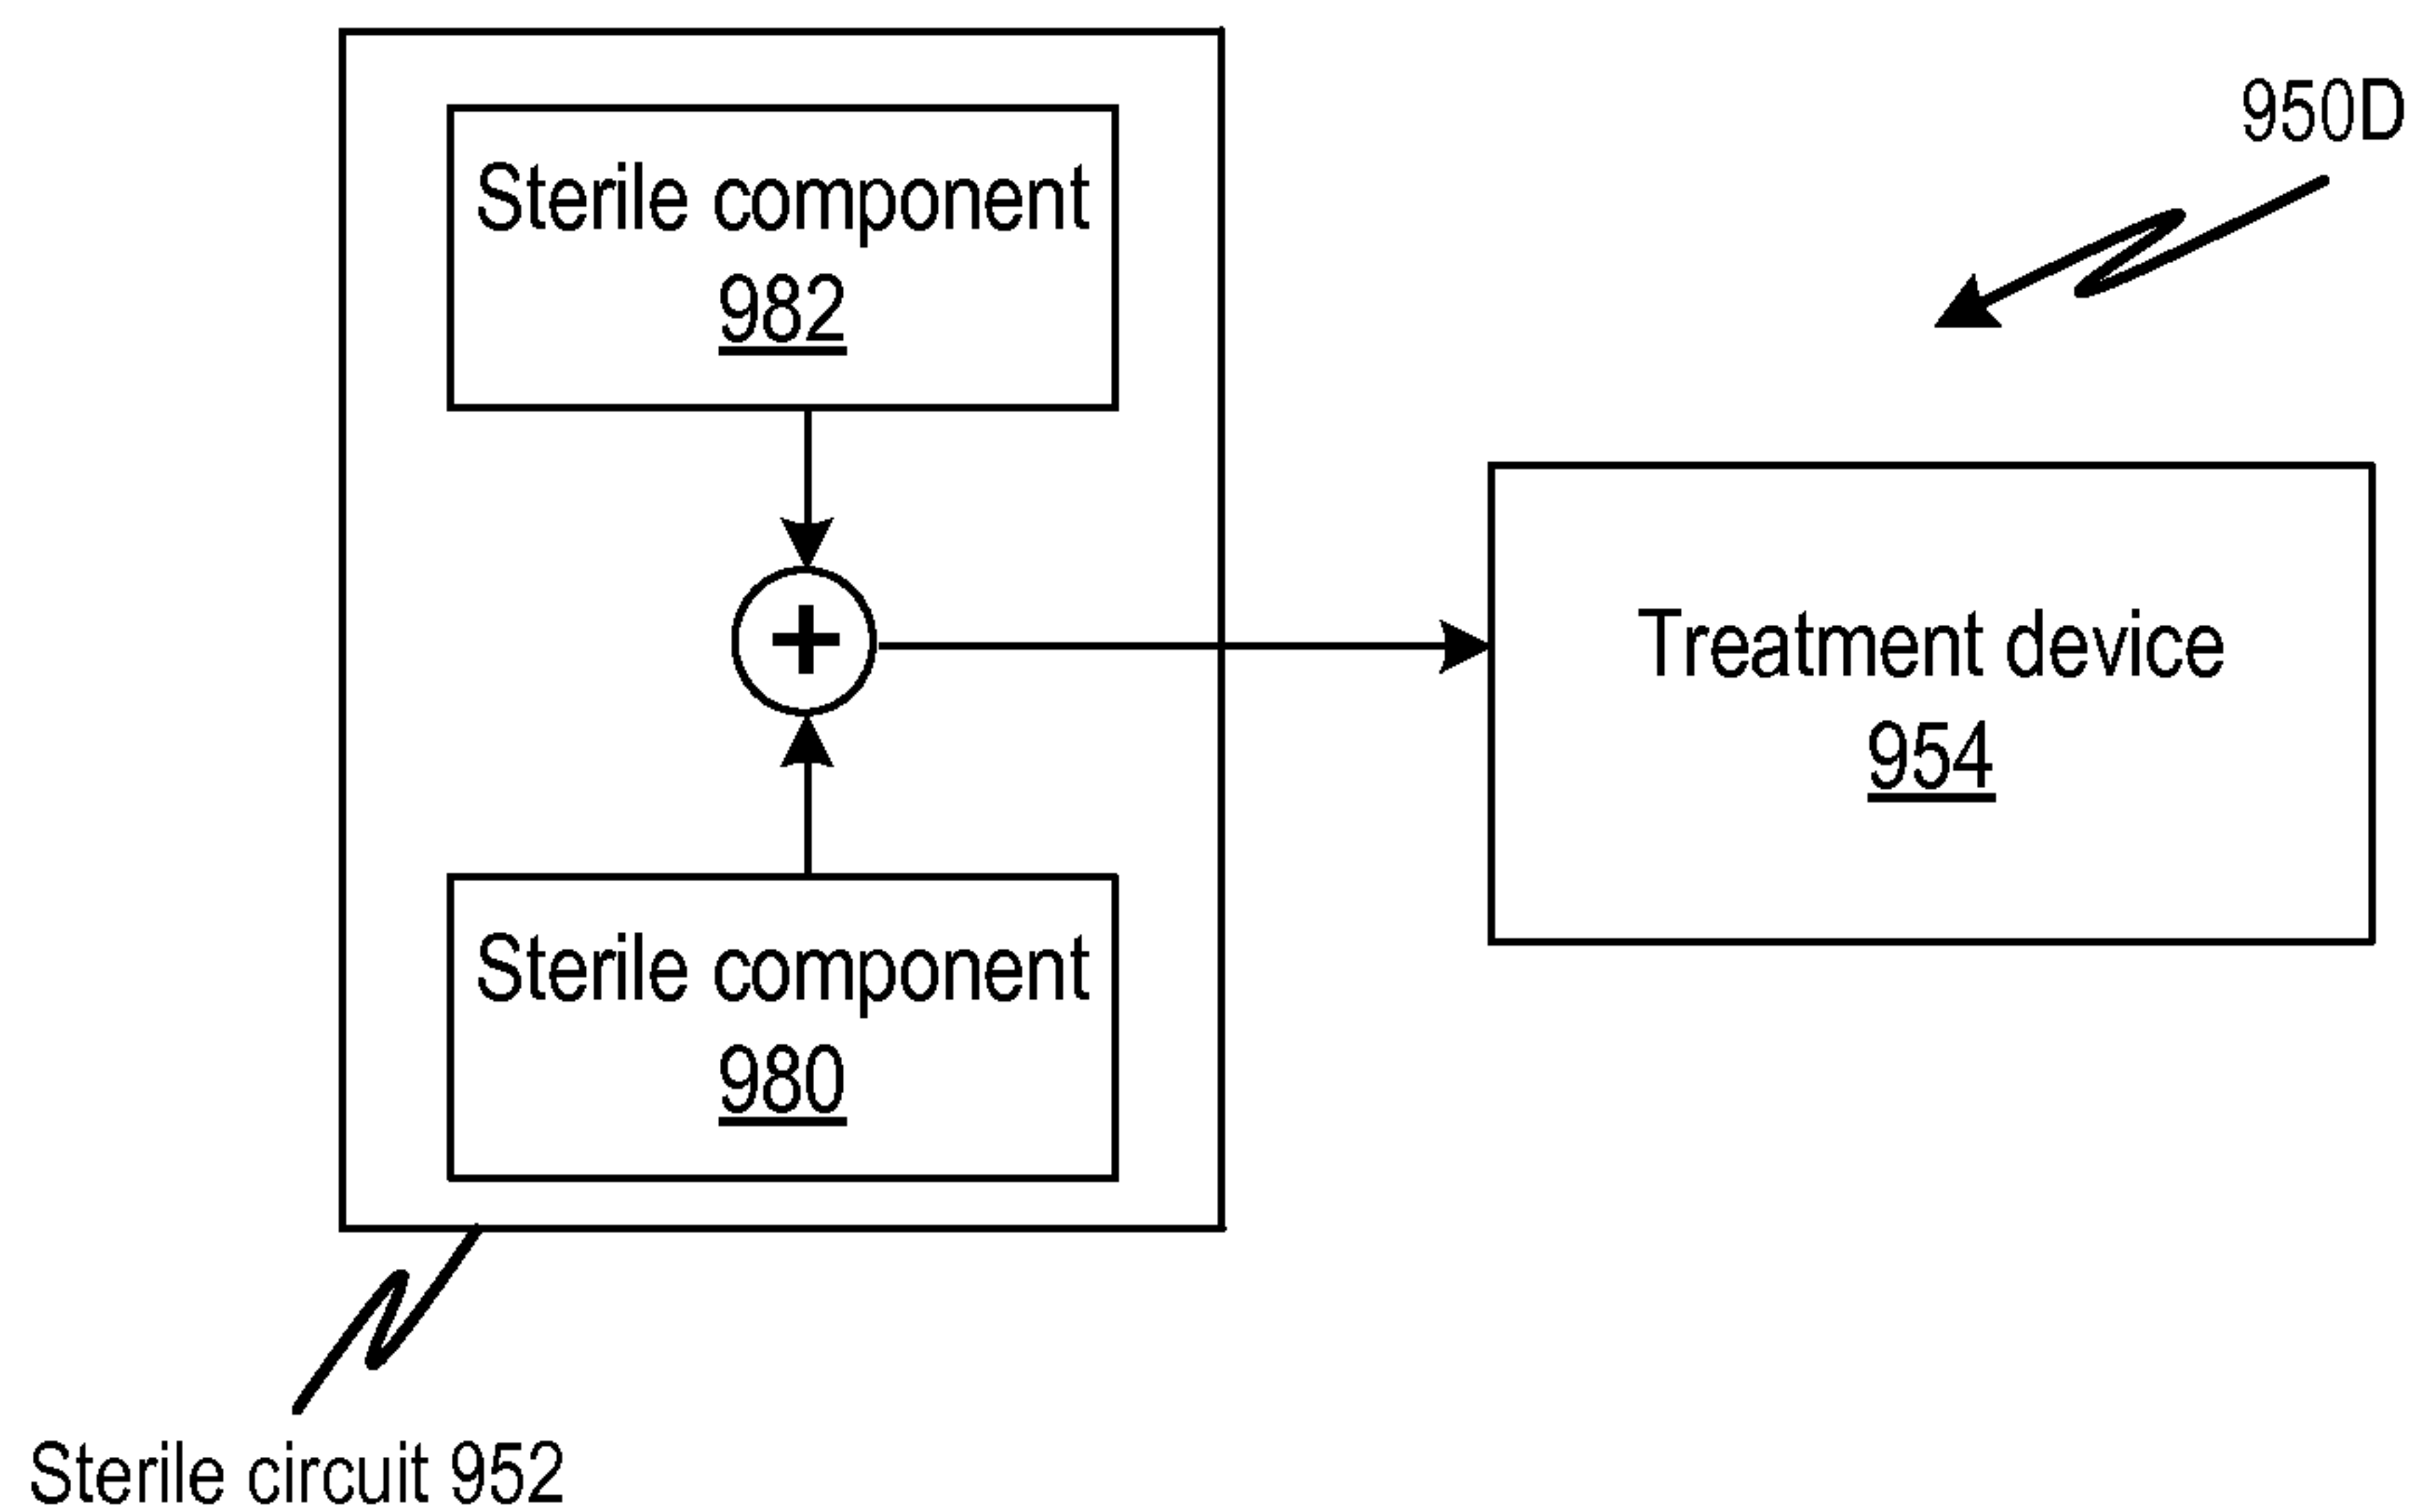 950D
Sterile component
982
+
Treatment device
954
Sterile component
980
Sterile circuit 952